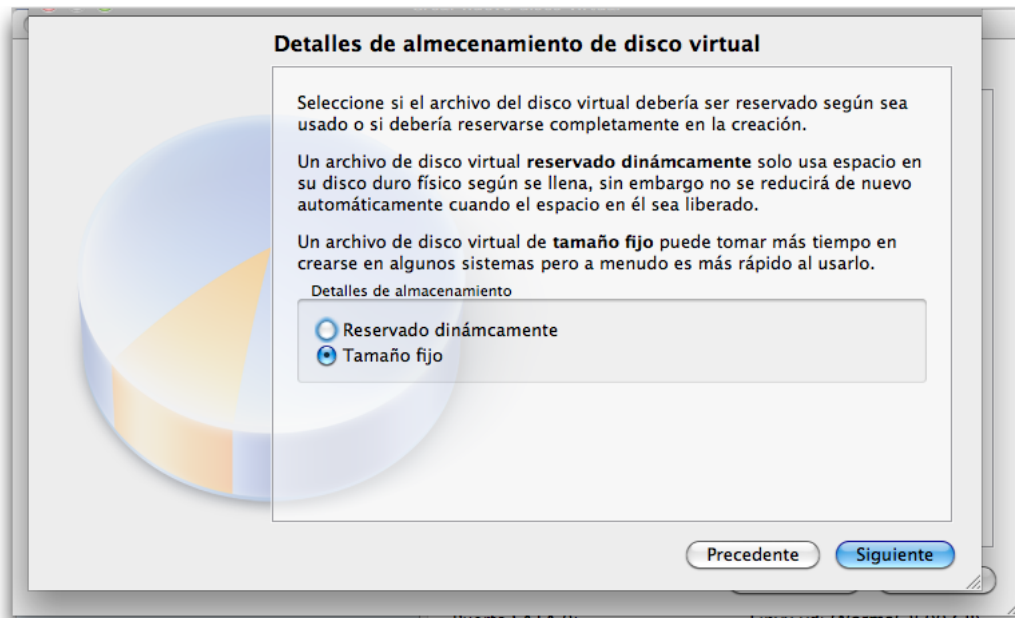 Detalles de almecenamiento de disco virtual
Seleccione si el archivo del disco virtual debería ser reservado según sea
usado o si debería reservarse completamente en la creación.
Un archivo de disco virtual reservado dinámcamente solo usa espacio en
su disco duro físico según se llena, sin embargo no se reducirá de nuevo
automáticamente cuando el espacio en él sea liberado.
Un archivo de disco virtual de tamaño fijo puede tomar más tiempo en
crearse en algunos sistemas pero a menudo es más rápido al usarlo.
Detalles de almacenamiento
Reservado dinámcamente
Tamaño fijo
Precedente
Siguiente